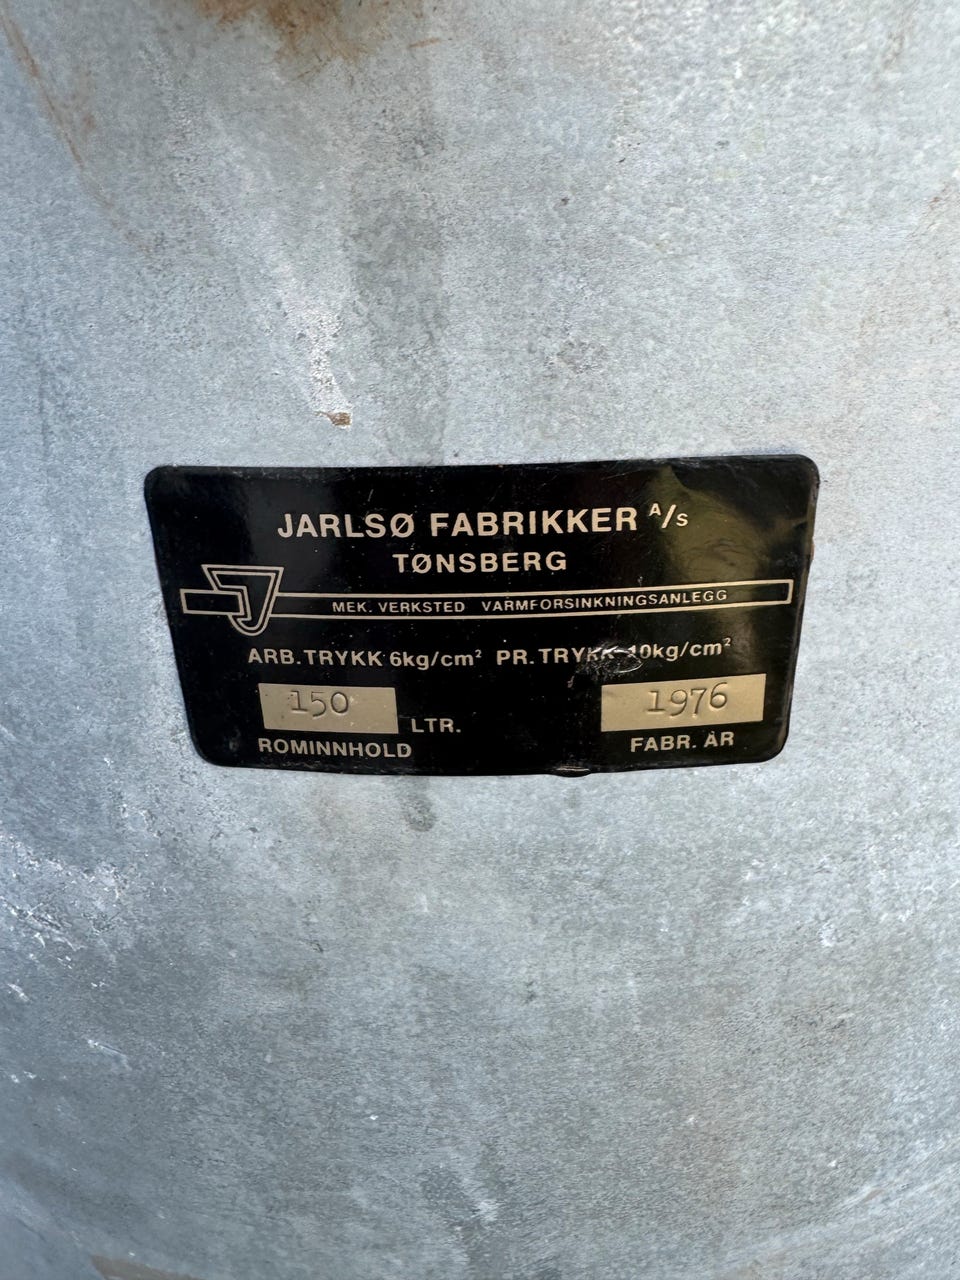 JARLSØ FABRIKKER A/S
TØNSBERG
J
MEK. VERKSTED VARMFORSINKNINGSANLEGG
ARB. TRYKK 6kg/cm² PR. TRYKK 10kg/cm²
150 LTR. 1976
ROMINNHOLD FABR. ÅR